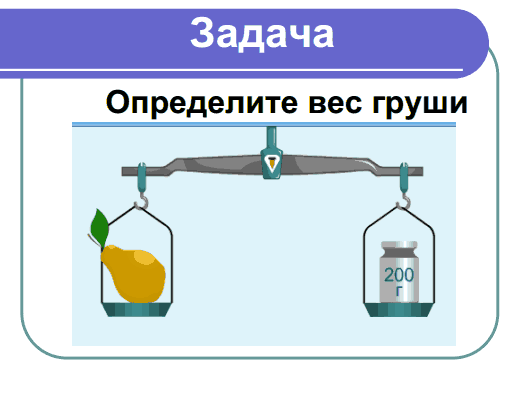 Задача
Определите вес груши
200
г